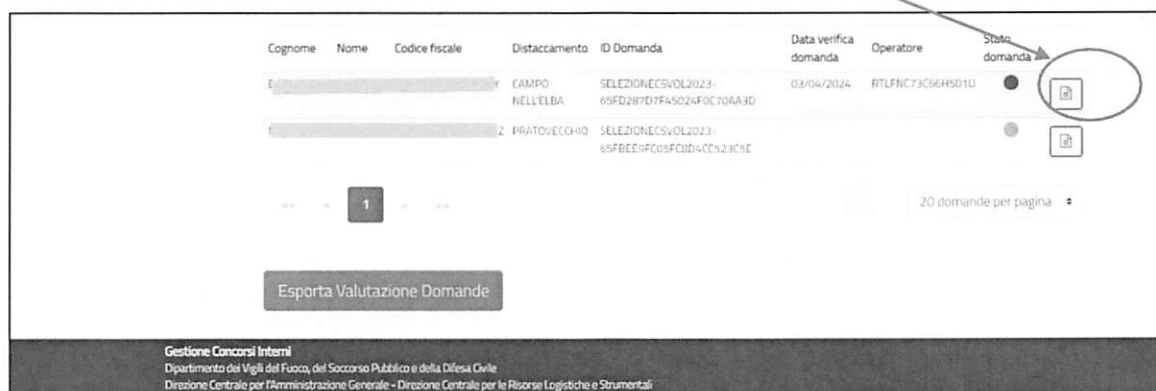 Cognome Nome Codice fiscale Distaccamento ID Domanda Data verifica domanda Operatore Stato domanda
CAMPO NELL'ELBA SELEZIONECSVOL2023- 03/04/2024 RTLFNC73C66H501U
65FD287D7F45024F0C70AA3D
Z PRATOVECCHIO SELEZIONECSVOL2023-
65FBEE9FC05FC8D4CC523C5E
«« « 1 » »»
20 domande per pagina
Esporta Valutazione Domande
Gestione Concorsi Interni
Dipartimento dei Vigili del Fuoco, del Soccorso Pubblico e della Difesa Civile
Direzione Centrale per l'Amministrazione Generale - Direzione Centrale per le Risorse Logistiche e Strumentali